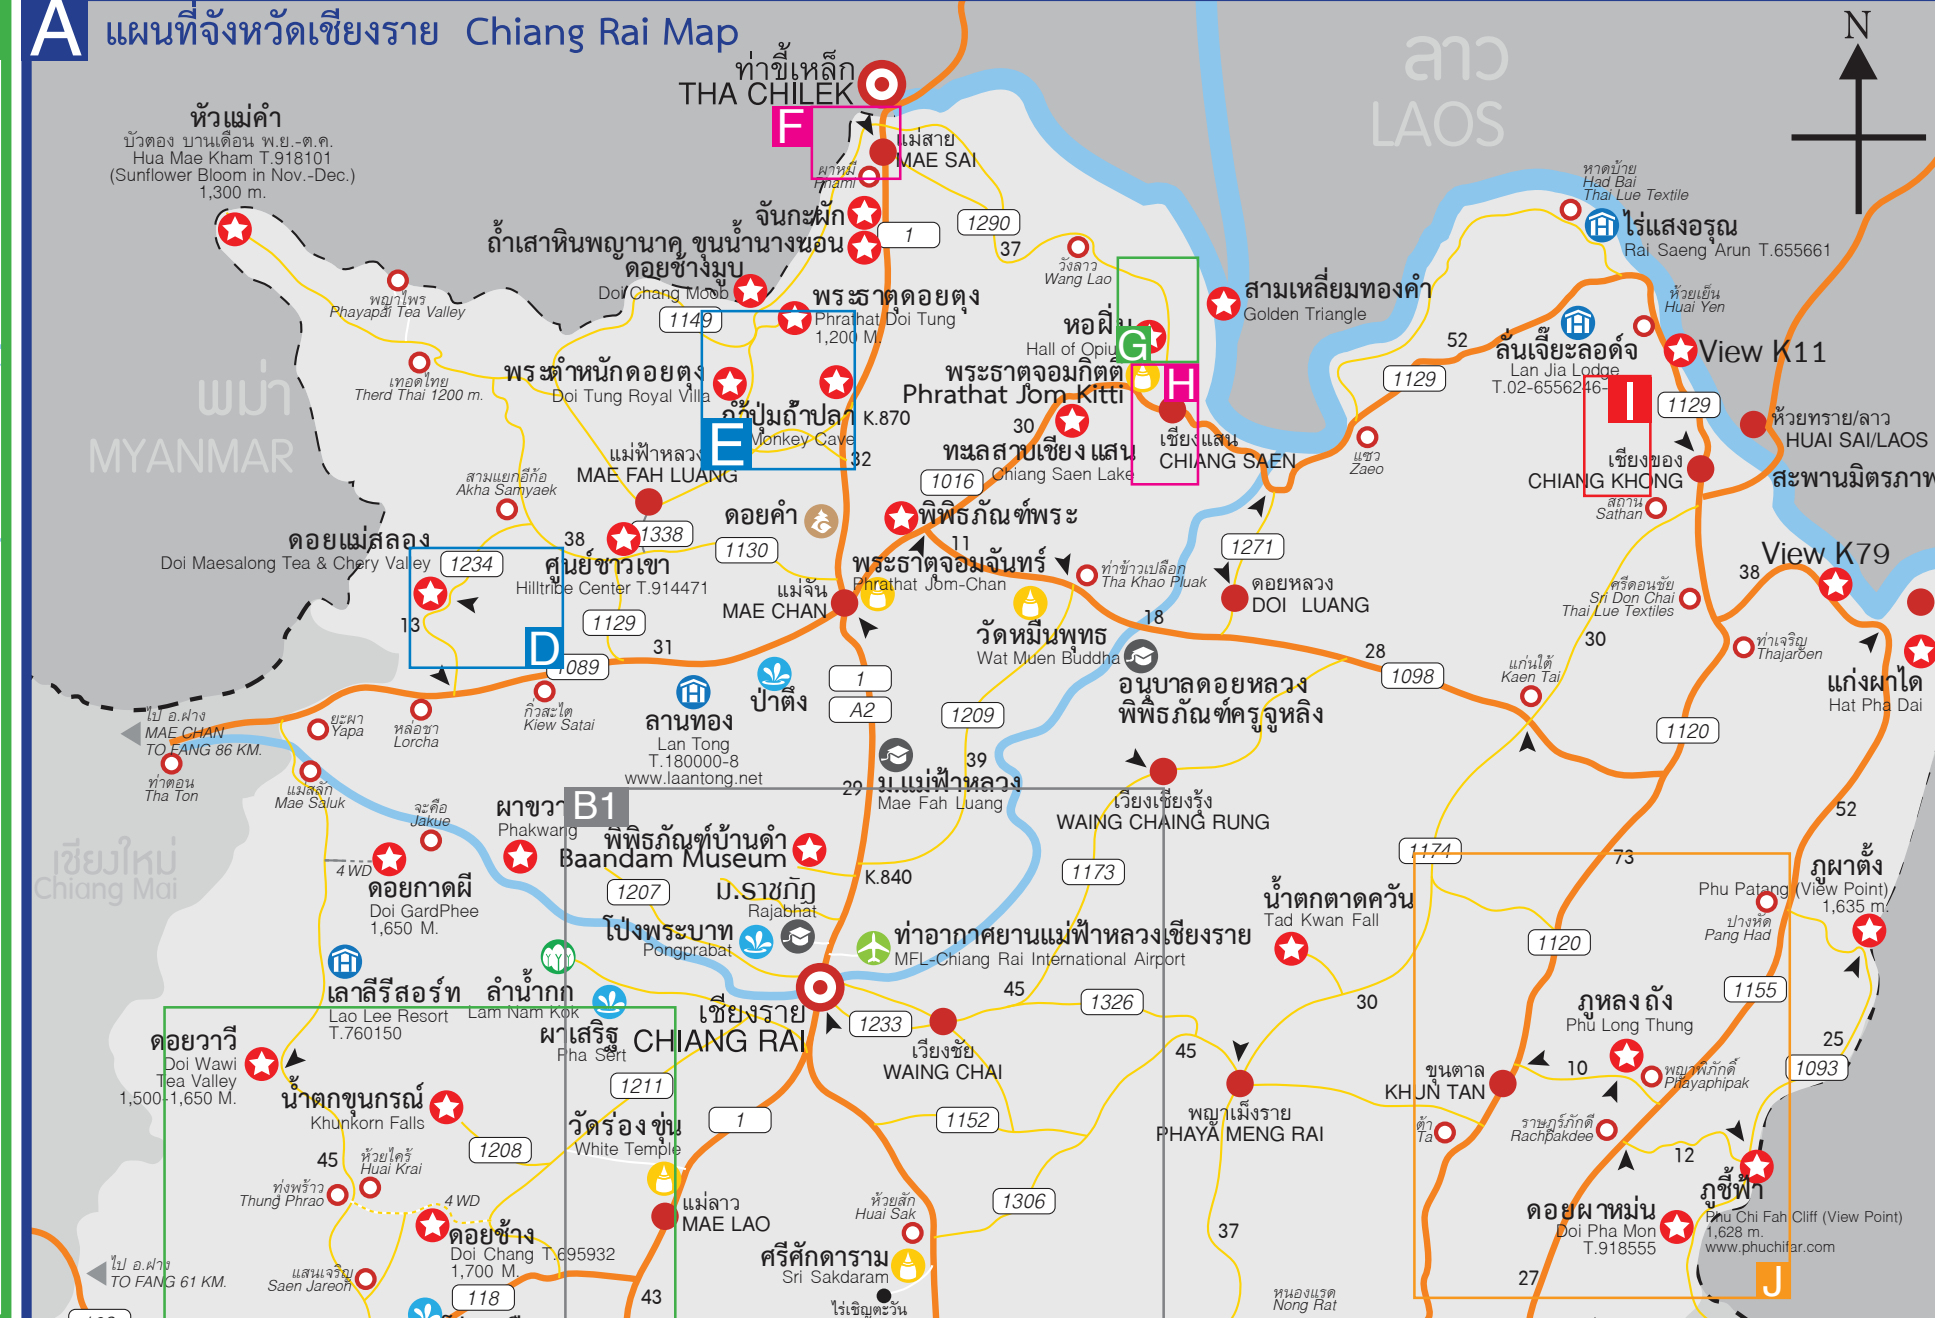 A
แผนที่จังหวัดเชียงราย Chiang Rai Map
N
ลาว
LAOS
ท่าขี้เหล็ก
THA CHILEK
F
แม่สาย
MAE SAI
ผาหมี
Phami
หัวแม่คำ
บัวตอง บานเดือน พ.ย.-ต.ค.
Hua Mae Kham T.918101
(Sunflower Bloom in Nov.-Dec.)
1,300 m.
จันกะผัก
1
1290
37
ถ้ำเสาหินพญานาค ขุนน้ำนางนอน
ดอยช้างมูบ
Doi Chang Moob
วังลาว
Wang Lao
หาดบ้าย
Had Bai
Thai Lue Textile
ไร่แสงอรุณ
Rai Saeng Arun T.655661
พญาไพร
Phayapai Tea Valley
1149
พระธาตุดอยตุง
Phrathat Doi Tung
1,200 M.
สามเหลี่ยมทองคำ
Golden Triangle
ห้วยเย็น
Huai Yen
หอฝิ่น
Hall of Opiu
G
52
ลั่นเจี๊ยะลอด์จ
Lan Jia Lodge
T.02-6556246-
View K11
พม่า
MYANMAR
เทอดไทย
Therd Thai 1200 m.
พระตำหนักดอยตุง
Doi Tung Royal Villa
พระธาตุจอมกิตติ
Phrathat Jom Kitti
H
1129
I
1129
ถ้ำปุ่มถ้ำปลา
Monkey Cave
E
K.870
32
30
ทะเลสาบเชียงแสน
Chiang Saen Lake
เชียงแสน
CHIANG SAEN
แซว
Zaeo
ห้วยทราย/ลาว
HUAI SAI/LAOS
เชียงของ
CHIANG KHONG
สะพานมิตรภาพ
สถาน
Sathan
แม่ฟ้าหลวง
MAE FAH LUANG
สามแยกอีก้อ
Akha Samyaek
1016
ดอยคำ
พิพิธภัณฑ์พระ
11
38
1338
1130
ดอยแม่สลอง
Doi Maesalong Tea & Chery Valley
1234
ศูนย์ชาวเขา
Hilltribe Center T.914471
13
D
1129
พระธาตุจอมจันทร์
Phrathat Jom-Chan
แม่จัน
MAE CHAN
ท่าข้าวเปลือก
Tha Khao Pluak
1271
ดอยหลวง
DOI LUANG
View K79
38
ศรีดอนชัย
Sri Don Chai
Thai Lue Textiles
18
วัดหมื่นพุทธ
Wat Muen Buddha
30
28
1098
แก่นใต้
Kaen Tai
ท่าเจริญ
Thajaroen
แก่งผาได
Hat Pha Dai
31
1089
ป่าตึง
1
A2
อนุบาลดอยหลวง
พิพิธภัณฑ์ครูจูหลิง
ลานทอง
Lan Tong
T.180000-8
www.laantong.net
กิ่วสะไต
Kiew Satai
หล่อชา
Lorcha
ยะผา
Yapa
ไป อ.ฝาง
MAE CHAN
TO FANG 86 KM.
ท่าตอน
Tha Ton
แม่สลัก
Mae Saluk
1209
39
1120
29
ม.แม่ฟ้าหลวง
Mae Fah Luang
เวียงเชียงรุ้ง
WAING CHAING RUNG
52
เชียงใหม่
Chiang Mai
จะคือ
Jakue
ผาขวา
Phakwang
B1
พิพิธภัณฑ์บ้านดำ
Baandam Museum
4WD
ดอยกาดผี
Doi GardPhee
1,650 M.
1207
K.840
ม.ราชภัฏ
Rajabhat
1173
1174
73
ภูผาตั้ง
Phu Patang (View Point)
1,635 m.
ปางหัด
Pang Had
น้ำตกตาดควัน
Tad Kwan Fall
โป่งพระบาท
Pongprabat
ท่าอากาศยานแม่ฟ้าหลวงเชียงราย
MFL-Chiang Rai International Airport
1120
เลาลีรีสอร์ท
Lao Lee Resort
T.760150
ลำน้ำกก
Lam Nam Kok
45
1326
30
1155
ภูหลงถัง
Phu Long Thung
เชียงราย
CHIANG RAI
1233
เวียงชัย
WAING CHAI
ผาเสริฐ
Pha Sert
ดอยวาวี
Doi Wawi
Tea Valley
1,500-1,650 M.
น้ำตกขุนกรณ์
Khunkorn Falls
1211
45
25
1093
ขุนตาล
KHUN TAN
10
พญาพิภักดิ์
Phayaphipak
พญาเม็งราย
PHAYA MENG RAI
ต้า
Ta
ราษฎร์ภักดี
Rachpakdee
12
วัดร่องขุ่น
White Temple
1
1152
1208
45
ห้วยไคร้
Huai Krai
ทุ่งพร้าว
Thung Phrao
4WD
1306
ภูชี้ฟ้า
Phu Chi Fah Cliff (View Point)
1,628 m.
www.phuchifar.com
แม่ลาว
MAE LAO
ห้วยสัก
Huai Sak
37
ดอยผาหม่น
Doi Pha Mon
T.918555
ดอยช้าง
Doi Chang T.695932
1,700 M.
ศรีศักดาราม
Sri Sakdaram
ไป อ.ฝาง
TO FANG 61 KM.
แสนเจริญ
Saen Jareon
118
43
ไร่เชิญตะวัน
หนองแรด
Nong Rat
27
J